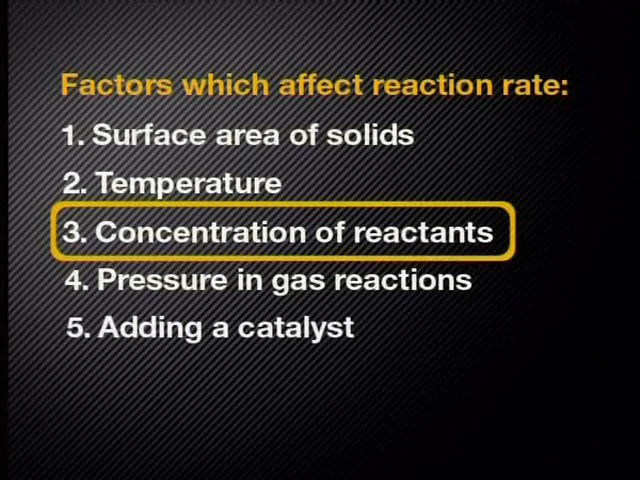 Factors which affect reaction rate:
1. Surface area of solids
2. Temperature
3. Concentration of reactants
4. Pressure in gas reactions
5. Adding a catalyst